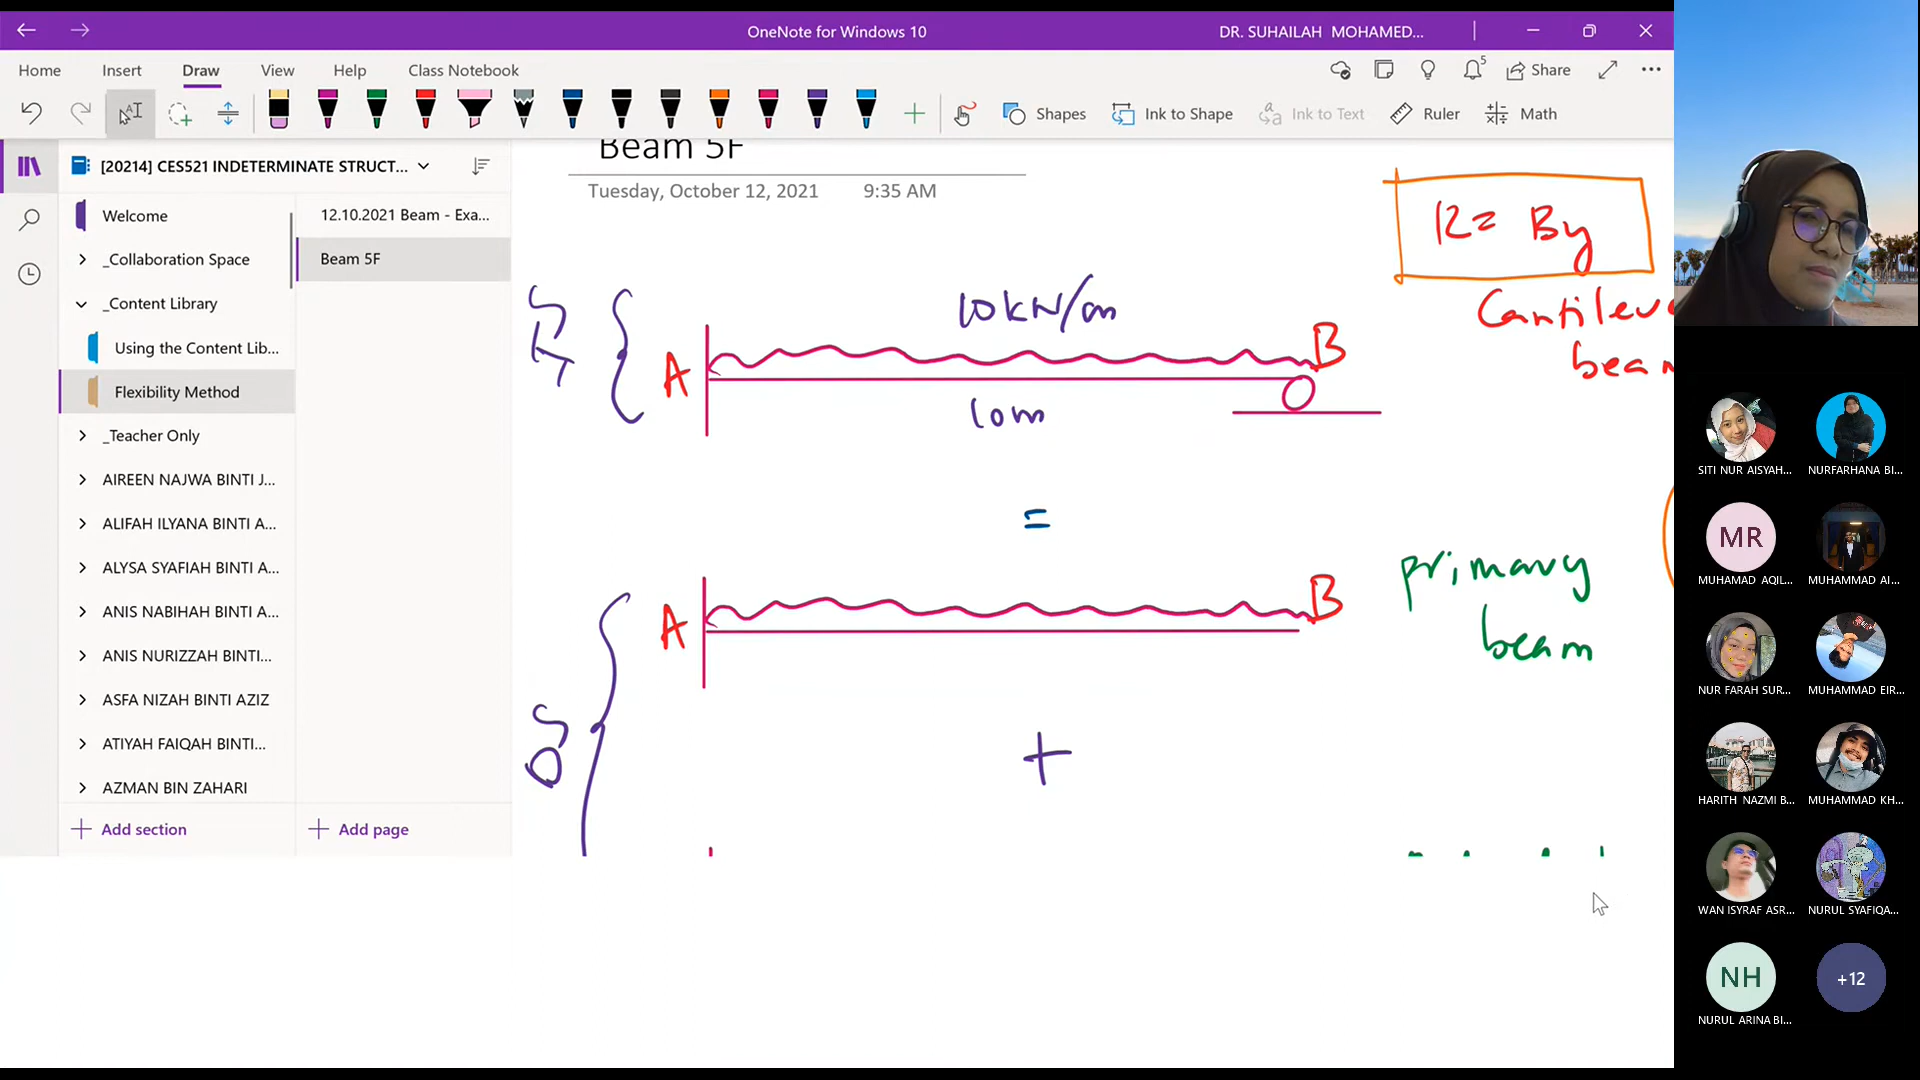 OneNote for Windows 10
DR. SUHAILAH MOHAMED...
Home Insert Draw View Help Class Notebook
5
Share
Shapes
Ink to Shape
Ink to Text
Ruler
Math
[20214] CES521 INDETERMINATE STRUCT...
Welcome
_Collaboration Space
_Content Library
Using the Content Lib...
Flexibility Method
_Teacher Only
AIREEN NAJWA BINTI J...
ALIFAH ILYANA BINTI A...
ALYSA SYAFIAH BINTI A...
ANIS NABIHAH BINTI A...
ANIS NURIZZAH BINTI...
ASFA NIZAH BINTI AZIZ
ATIYAH FAIQAH BINTI...
AZMAN BIN ZAHARI
Add section
12.10.2021 Beam - Exa...
Beam 5F
Add page
Beam 5F
Tuesday, October 12, 2021 9:35 AM
R = By
Cantileve
beam
10kN/m
A B
10m
=
A B
primary
beam
+
SITI NUR AISYAH...
NURFARHANA BI...
MR
MUHAMAD AQIL...
MUHAMMAD AI...
NUR FARAH SUR...
MUHAMMAD EIR...
HARITH NAZMI B...
MUHAMMAD KH...
WAN ISYRAF ASR...
NURUL SYAFIQA...
NH
NURUL ARINA BI...
+12